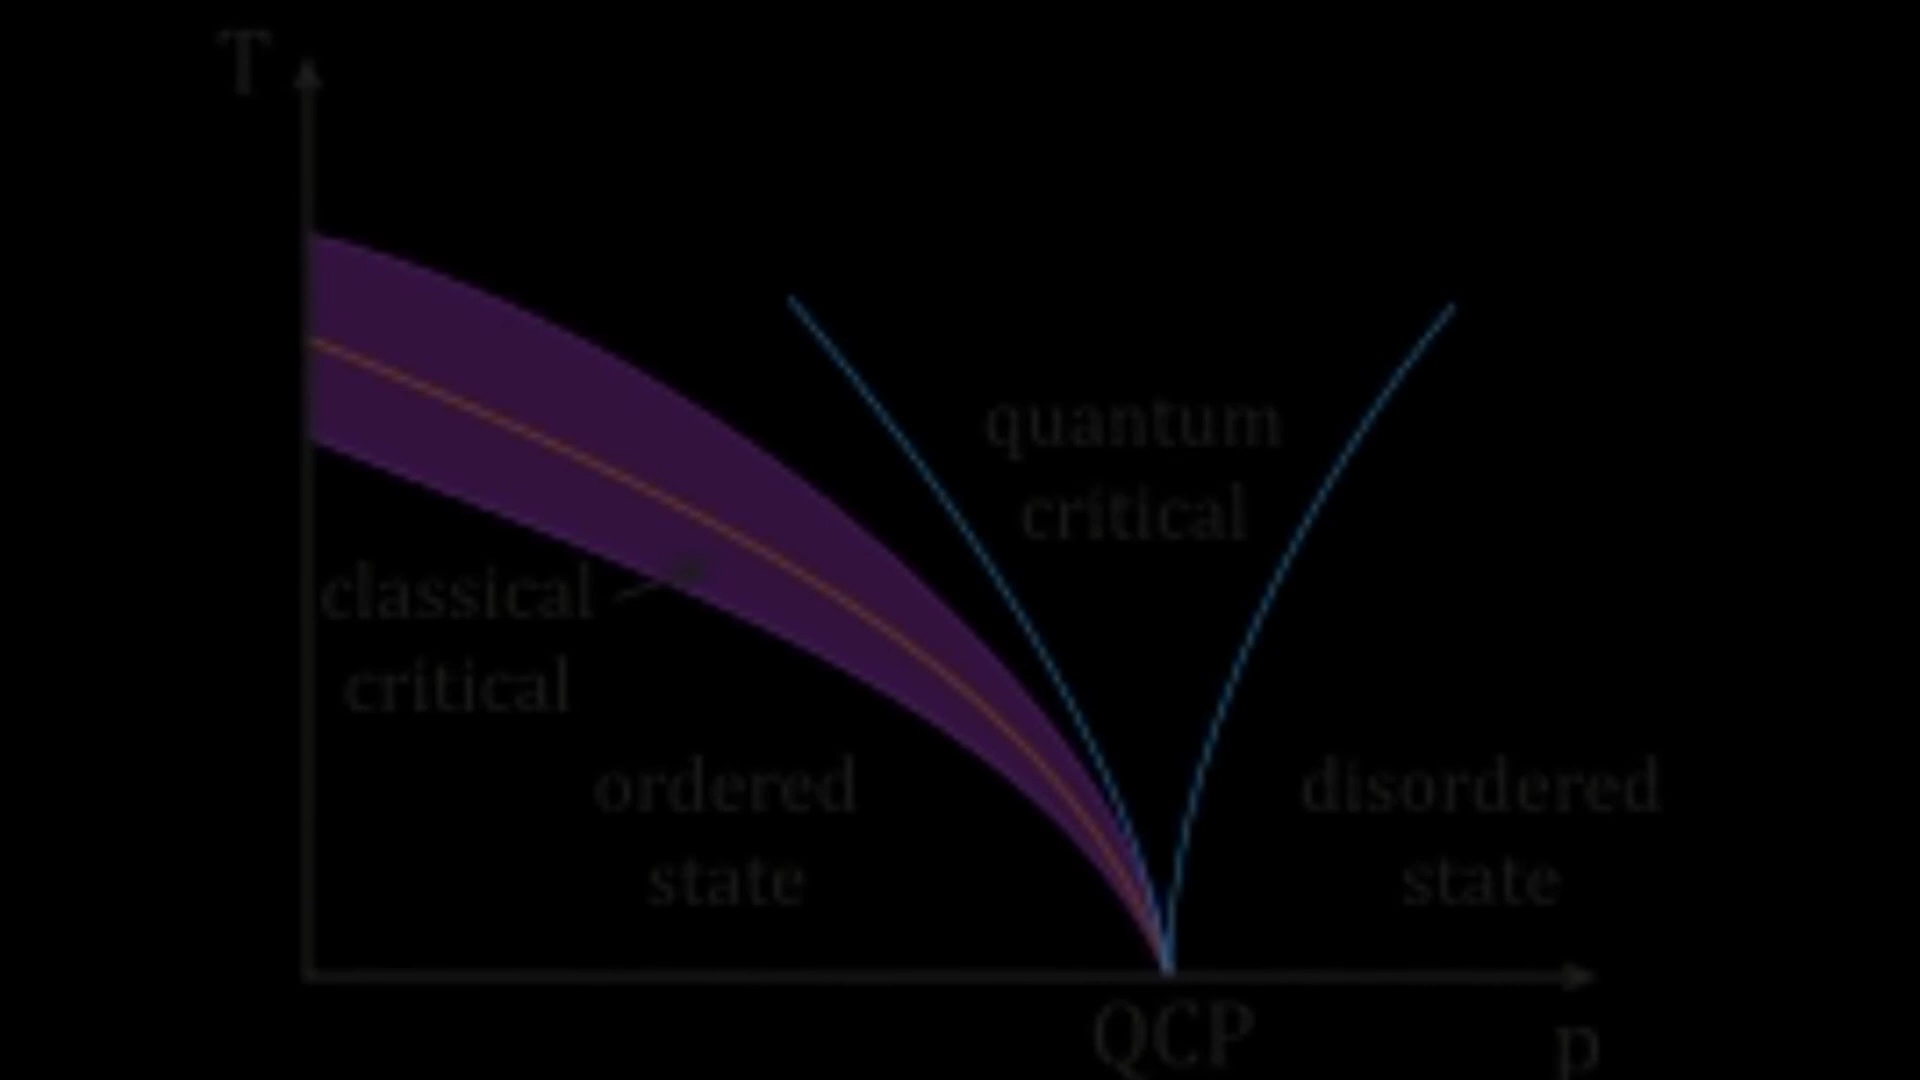 T
quantum
critical
classical
critical
ordered
state
disordered
state
QCP
p